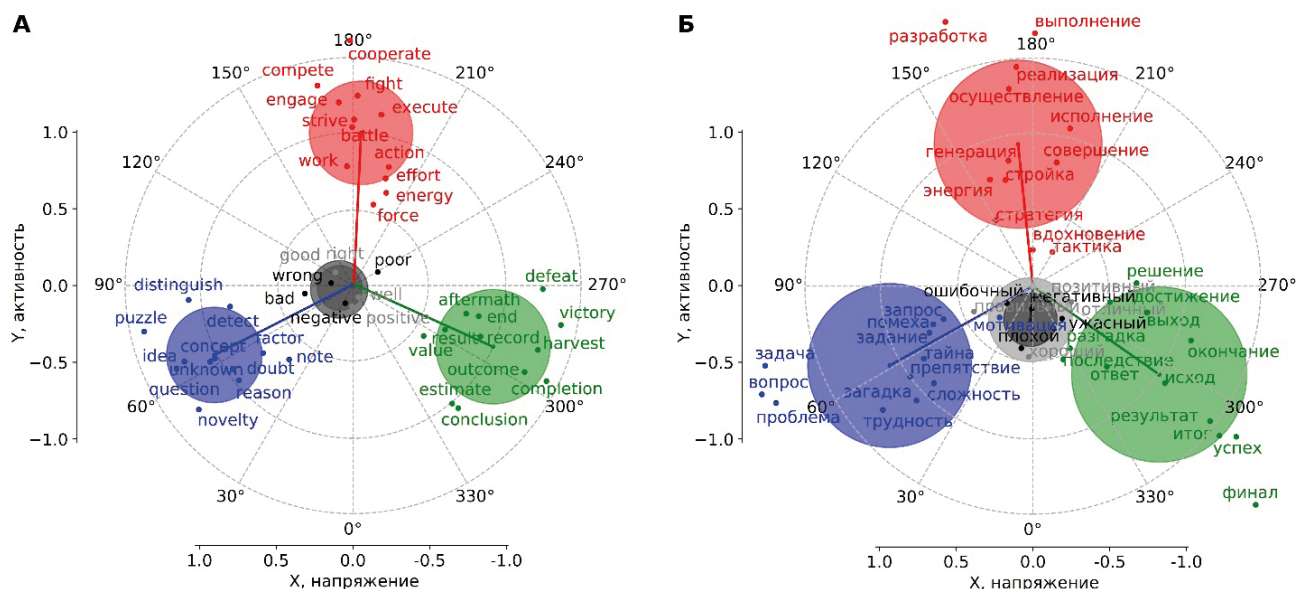 А
180°
cooperate
150°
compete
fight
210°
engage
execute
strive
1.0
battle
120°
work
action
240°
effort
0.5
energy
force
good right
poor
wrong
defeat
0.0
90°
distinguish
bad
well
270°
aftermath
negative
positive
end
victory
puzzle
detect
factor
result
record
harvest
concept
value
−0.5
idea
note
unknown
doubt
outcome
question
reason
estimate
completion
60°
300°
novelty
conclusion
−1.0
30°
330°
0°
Y, активность
1.0
0.5
0.0
-0.5
-1.0
X, напряжение
Б
выполнение
разработка
180°
150°
реализация
210°
осуществление
исполнение
1.0
120°
генерация
совершение
240°
стройка
энергия
0.5
стратегия
вдохновение
тактика
решение
0.0
90°
ошибочный
позитивный
270°
негативный
достижение
запрос
отличный
выход
помеха
мотивация
ужасный
задание
плохой
разгадка
задача
тайна
хороший
последствие
окончание
−0.5
препятствие
ответ
исход
вопрос
загадка
сложность
проблема
60°
трудность
результат
300°
итог
−1.0
успех
30°
330°
финал
0°
Y, активность
1.0
0.5
0.0
-0.5
-1.0
X, напряжение